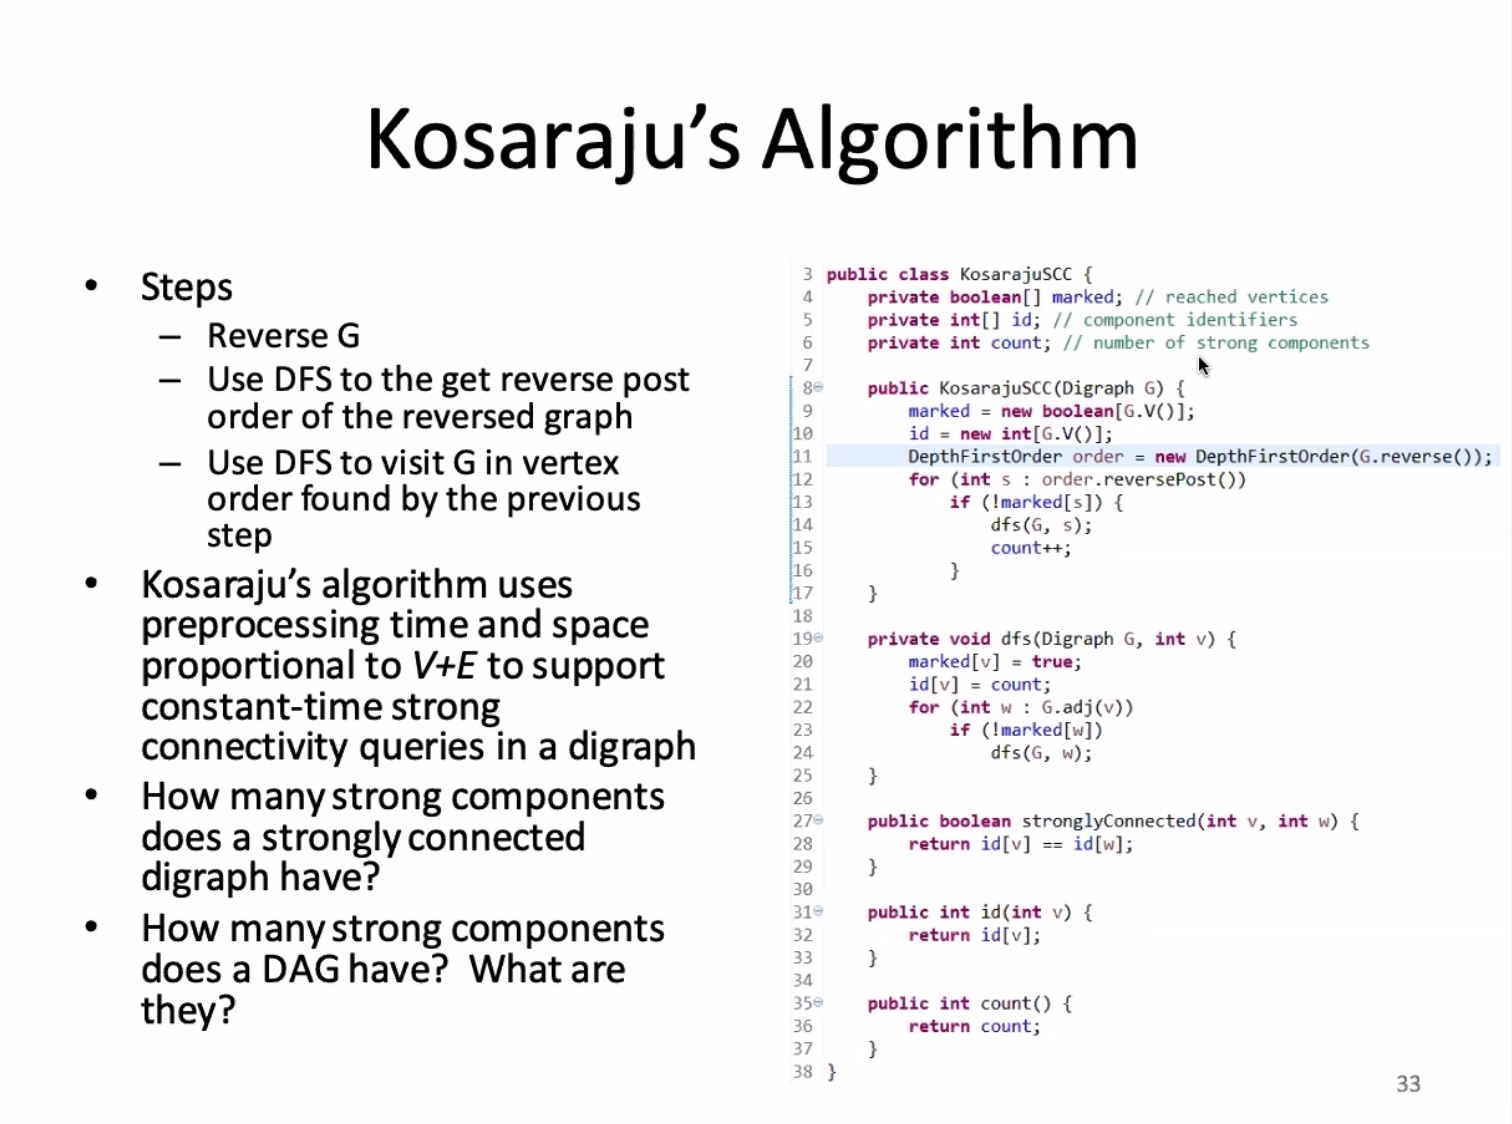 Kosaraju's Algorithm
• Steps
– Reverse G
– Use DFS to the get reverse post
order of the reversed graph
– Use DFS to visit G in vertex
order found by the previous
step
• Kosaraju's algorithm uses
preprocessing time and space
proportional to V+E to support
constant-time strong
connectivity queries in a digraph
• How many strong components
does a strongly connected
digraph have?
• How many strong components
does a DAG have? What are
they?
3 public class KosarajuSCC {
4     private boolean[] marked; // reached vertices
5     private int[] id; // component identifiers
6     private int count; // number of strong components
7
8     public KosarajuSCC(Digraph G) {
9         marked = new boolean[G.V()];
10         id = new int[G.V()];
11         DepthFirstOrder order = new DepthFirstOrder(G.reverse());
12         for (int s : order.reversePost())
13             if (!marked[s]) {
14                 dfs(G, s);
15                 count++;
16             }
17     }
18
19     private void dfs(Digraph G, int v) {
20         marked[v] = true;
21         id[v] = count;
22         for (int w : G.adj(v))
23             if (!marked[w])
24                 dfs(G, w);
25     }
26
27     public boolean stronglyConnected(int v, int w) {
28         return id[v] == id[w];
29     }
30
31     public int id(int v) {
32         return id[v];
33     }
34
35     public int count() {
36         return count;
37     }
38 }
33